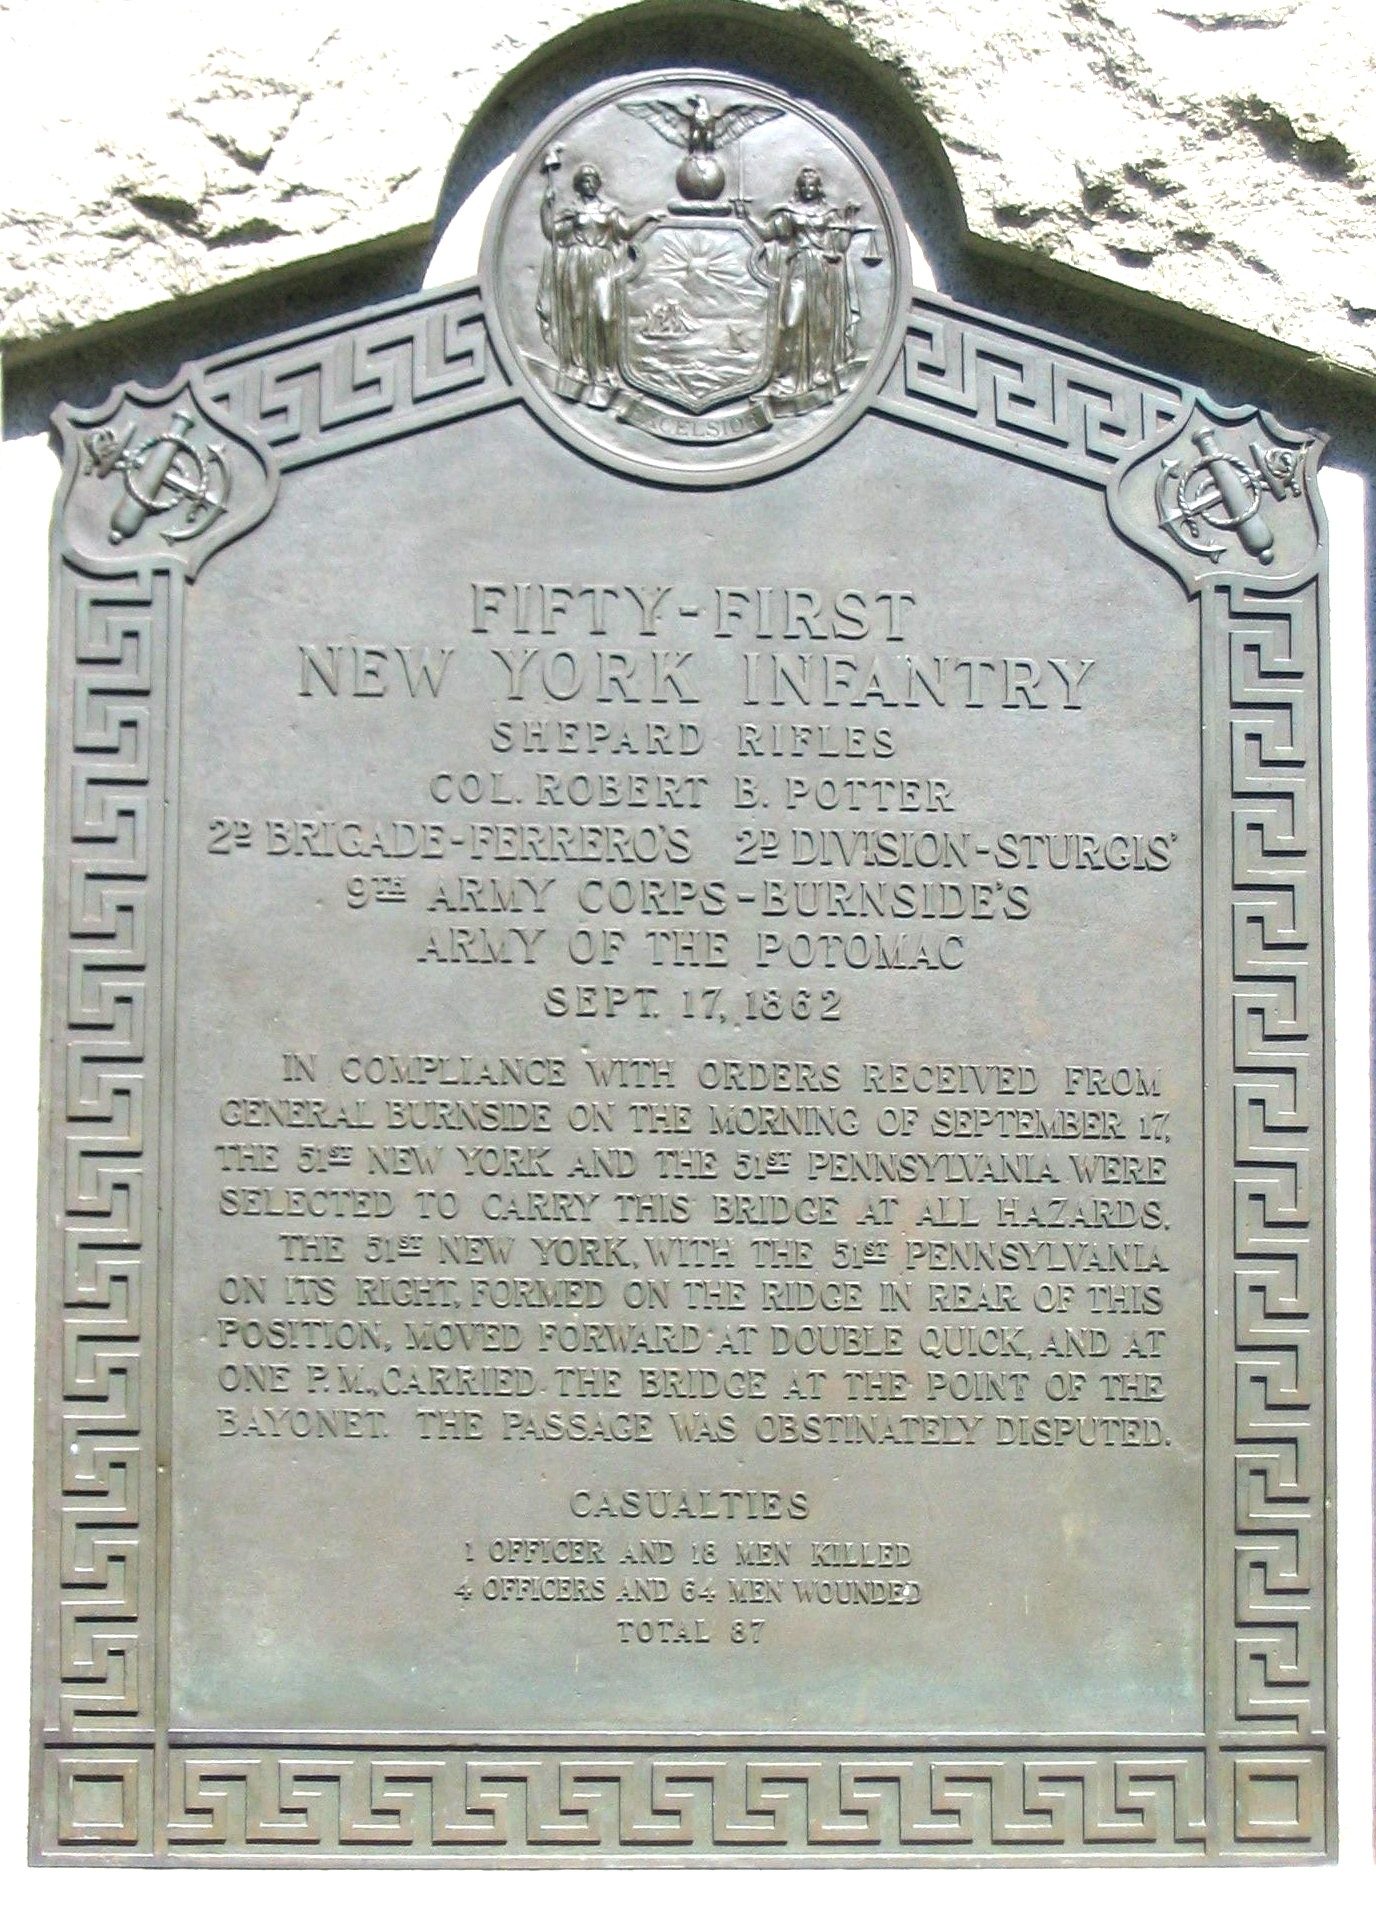 EXCELSIOR
FIFTY-FIRST
NEW YORK INFANTRY
SHEPARD RIFLES
COL. ROBERT B. POTTER
2D BRIGADE-FERRERO'S 2D DIVISION-STURGIS'
9TH ARMY CORPS-BURNSIDE'S
ARMY OF THE POTOMAC
SEPT. 17, 1862
IN COMPLIANCE WITH ORDERS RECEIVED FROM
GENERAL BURNSIDE ON THE MORNING OF SEPTEMBER 17,
THE 51ST NEW YORK AND THE 51ST PENNSYLVANIA WERE
SELECTED TO CARRY THIS BRIDGE AT ALL HAZARDS.
THE 51ST NEW YORK, WITH THE 51ST PENNSYLVANIA
ON ITS RIGHT, FORMED ON THE RIDGE IN REAR OF THIS
POSITION, MOVED FORWARD AT DOUBLE QUICK, AND AT
ONE P.M., CARRIED THE BRIDGE AT THE POINT OF THE
BAYONET. THE PASSAGE WAS OBSTINATELY DISPUTED.
CASUALTIES
1 OFFICER AND 18 MEN KILLED
4 OFFICERS AND 64 MEN WOUNDED
TOTAL 87